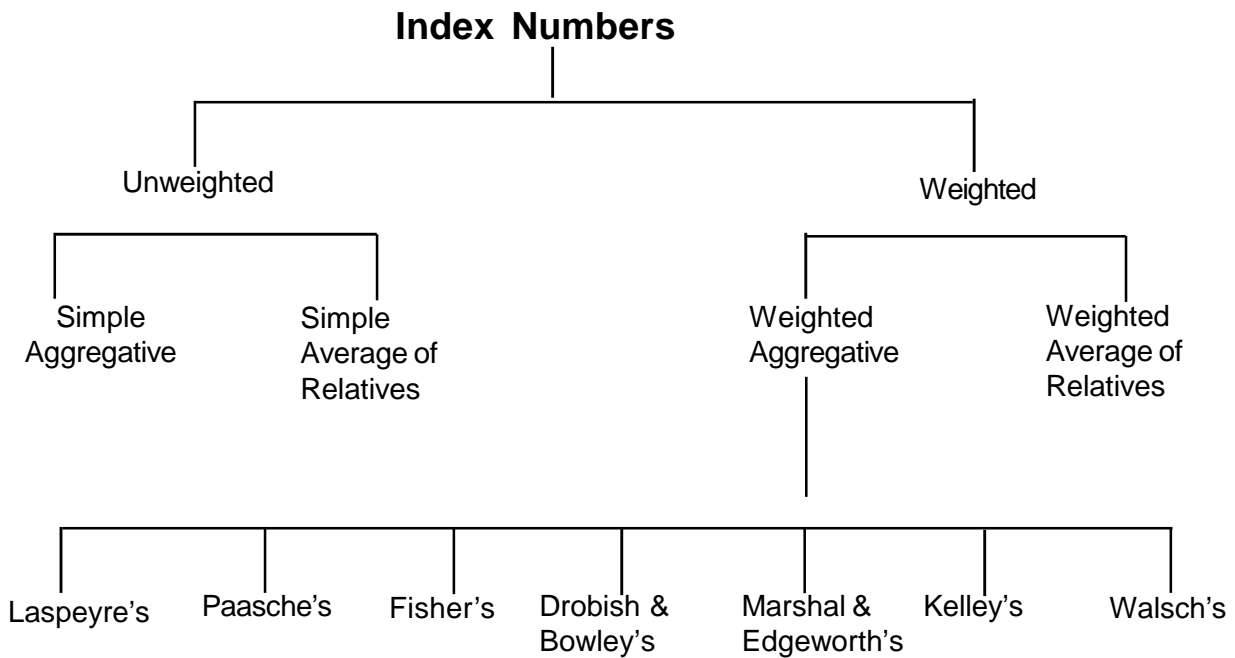 Index Numbers
Unweighted
Weighted
Simple
Aggregative
Simple
Average of
Relatives
Weighted
Aggregative
Weighted
Average of
Relatives
Laspeyre's
Paasche's
Fisher's
Drobish &
Bowley's
Marshal &
Edgeworth's
Kelley's
Walsch's